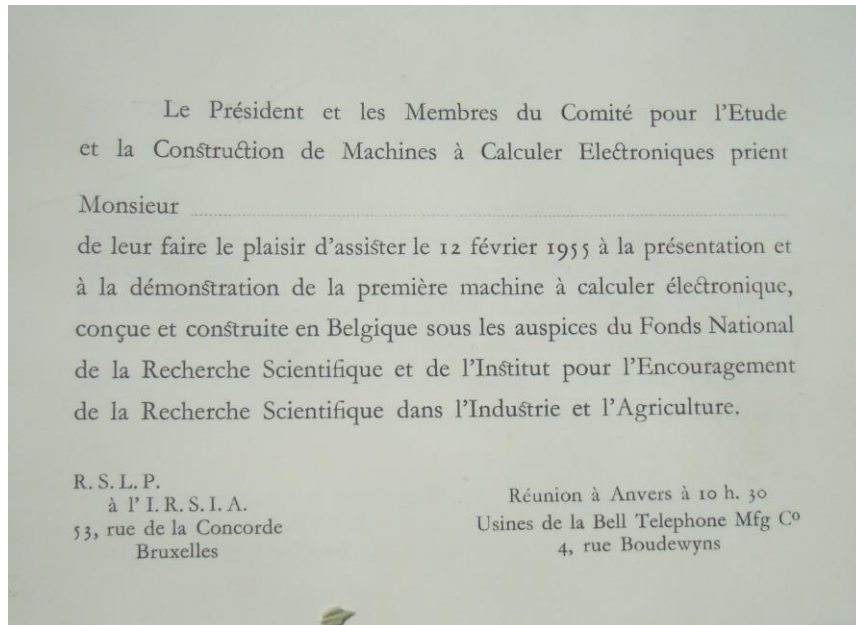 Le Président et les Membres du Comité pour l'Etude
et la Construction de Machines à Calculer Electroniques prient
Monsieur
de leur faire le plaisir d'assister le 12 février 1955 à la présentation et
à la démonstration de la première machine à calculer électronique,
conçue et construite en Belgique sous les auspices du Fonds National
de la Recherche Scientifique et de l'Institut pour l'Encouragement
de la Recherche Scientifique dans l'Industrie et l'Agriculture.
R. S. L. P.
à l' I. R. S. I. A.
53, rue de la Concorde
Bruxelles
Réunion à Anvers à 10 h. 30
Usines de la Bell Telephone Mfg Cº
4, rue Boudewyns